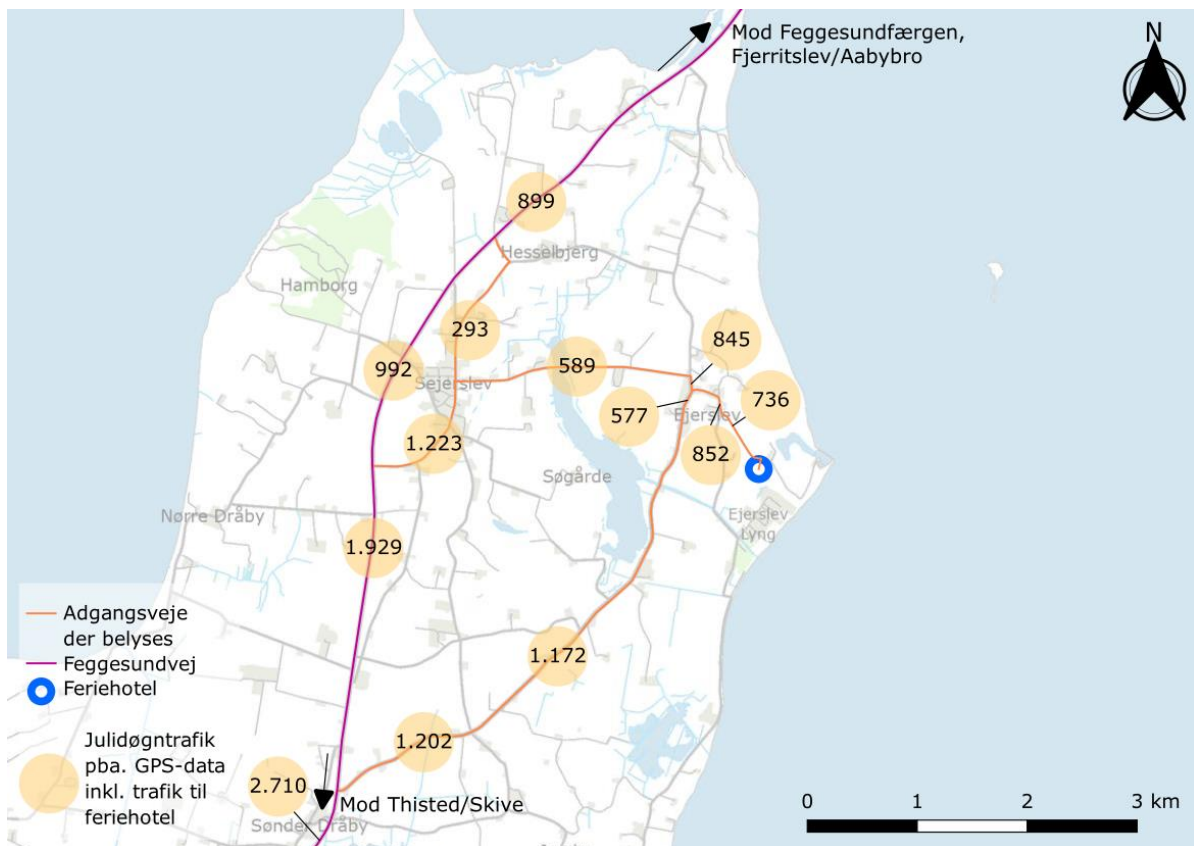 Mod Feggesundfærgen,
Fjerritslev/Aabybro
N
899
Hesselbjerg
Hamborg
293
845
992
589
Sejerslev
736
577
Ejerslev
1.223
852
Søgårde
Ejerslev
Lyng
Nørre Dråby
1.929
Adgangsveje
der belyses
Feggesundvej
Feriehotel
1.172
Julidøgntrafik
pba. GPS-data
inkl. trafik til
feriehotel
1.202
2.710
Mod Thisted/Skive
Sønder Dråby
0 1 2 3 km